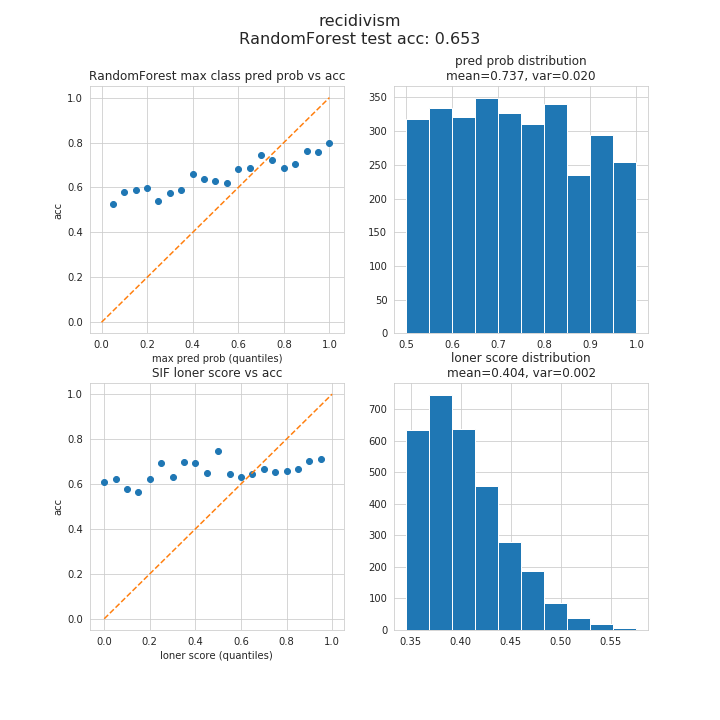 recidivism
RandomForest test acc: 0.653
RandomForest max class pred prob vs acc
1.0
0.8
0.6
0.4
0.2
0.0
acc
0.0 0.2 0.4 0.6 0.8 1.0
max pred prob (quantiles)
pred prob distribution
mean=0.737, var=0.020
350
300
250
200
150
100
50
0
0.5 0.6 0.7 0.8 0.9 1.0
SIF loner score vs acc
1.0
0.8
0.6
0.4
0.2
0.0
acc
0.0 0.2 0.4 0.6 0.8 1.0
loner score (quantiles)
loner score distribution
mean=0.404, var=0.002
700
600
500
400
300
200
100
0
0.35 0.40 0.45 0.50 0.55